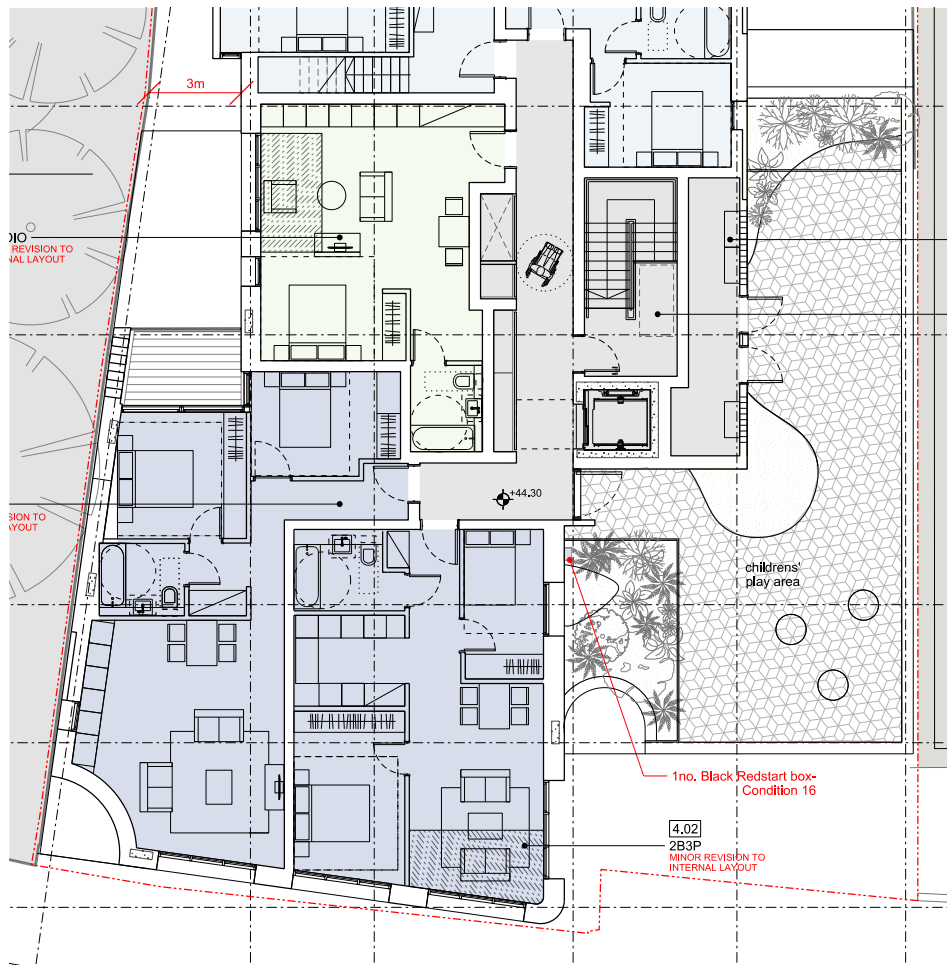 3m
DIO
REVISION TO
NAL LAYOUT
+44.30
SION TO
AYOUT
childrens'
play area
1no. Black Redstart box-
Condition 16
4.02
2B3P
MINOR REVISION TO
INTERNAL LAYOUT